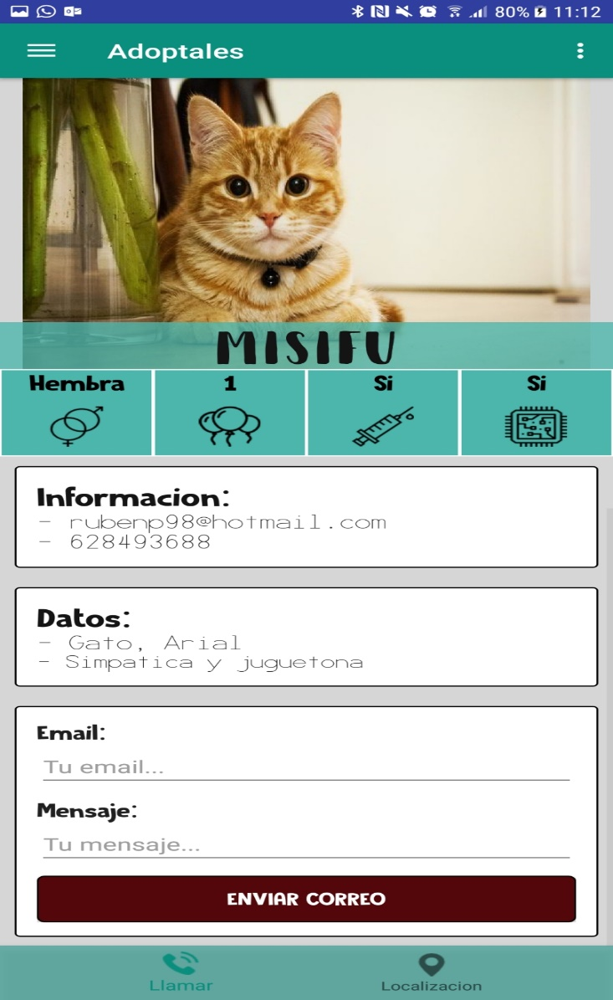 80% 11:12
Adoptales
MISIFU
Hembra 1 Si Si
Informacion:
- rubenp98@hotmail.com
- 628493688
Datos:
- Gato, Arial
- Simpatica y juguetona
Email:
Tu email...
Mensaje:
Tu mensaje...
ENVIAR CORREO
Llamar Localizacion